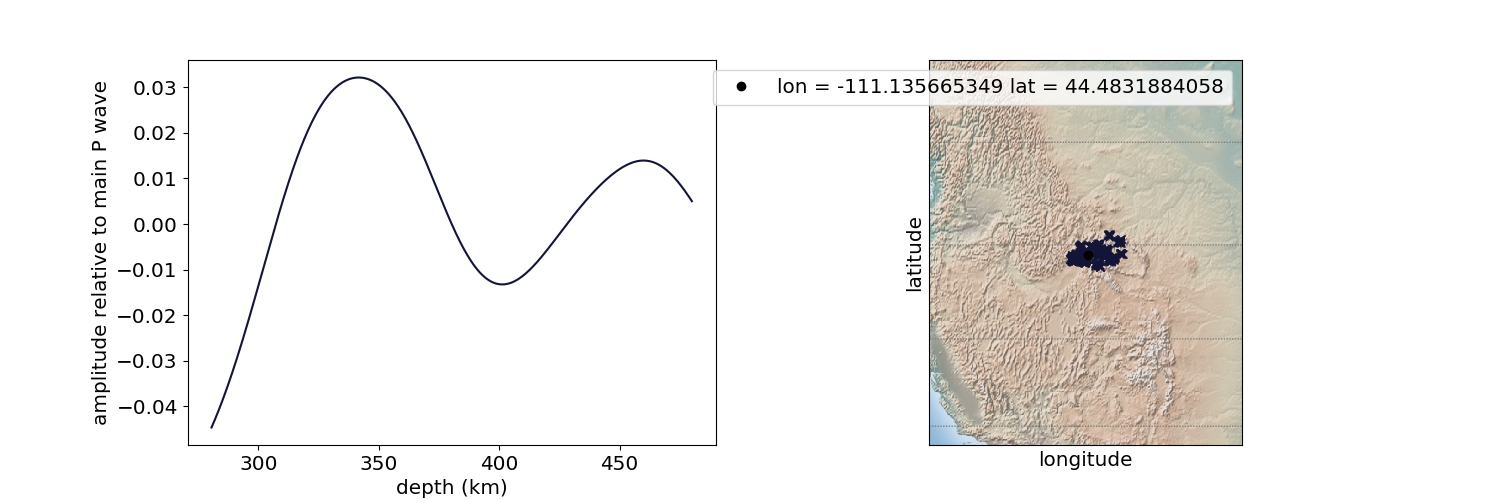 amplitude relative to main P wave
0.03
0.02
0.01
0.00
−0.01
−0.02
−0.03
−0.04
300 350 400 450
depth (km)
lon = -111.135665349 lat = 44.4831884058
latitude
longitude